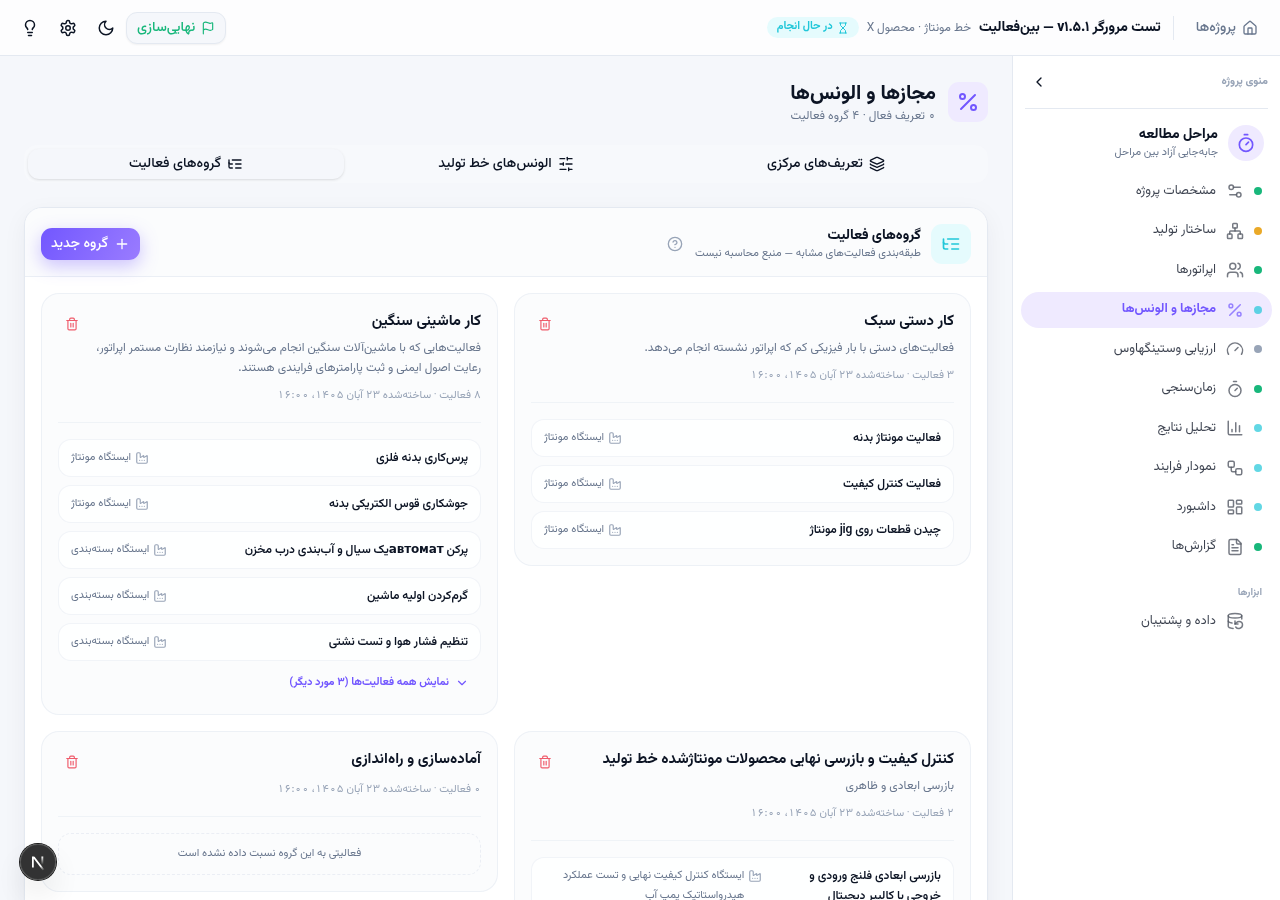 پروژه‌ها
تست مرورگر v1.5.1 — بین‌فعالیت
خط مونتاژ · محصول X
در حال انجام
نهایی‌سازی
منوی پروژه
مراحل مطالعه
جابه‌جایی آزاد بین مراحل
مشخصات پروژه
ساختار تولید
اپراتورها
مجازها و الونس‌ها
ارزیابی وستینگهاوس
زمان‌سنجی
تحلیل نتایج
نمودار فرایند
داشبورد
گزارش‌ها
ابزارها
داده و پشتیبان
مجازها و الونس‌ها
۰ تعریف فعال · ۴ گروه فعالیت
تعریف‌های مرکزی
الونس‌های خط تولید
گروه‌های فعالیت
گروه‌های فعالیت
طبقه‌بندی فعالیت‌های مشابه — منبع محاسبه نیست
گروه جدید
کار دستی سبک
فعالیت‌های دستی با بار فیزیکی کم که اپراتور نشسته انجام می‌دهد.
۳ فعالیت · ساخته‌شده ۲۳ آبان ۱۴۰۵، ۱۶:۰۰
فعالیت مونتاژ بدنه
ایستگاه مونتاژ
فعالیت کنترل کیفیت
ایستگاه مونتاژ
چیدن قطعات روی jig مونتاژ
ایستگاه مونتاژ
کار ماشینی سنگین
فعالیت‌هایی که با ماشین‌آلات سنگین انجام می‌شوند و نیازمند نظارت مستمر اپراتور،
رعایت اصول ایمنی و ثبت پارامترهای فرایندی هستند.
۸ فعالیت · ساخته‌شده ۲۳ آبان ۱۴۰۵، ۱۶:۰۰
پرس‌کاری بدنه فلزی
ایستگاه مونتاژ
جوشکاری قوس الکتریکی بدنه
ایستگاه مونتاژ
پرکن автоматیک سیال و آب‌بندی درب مخزن
ایستگاه بسته‌بندی
گرم‌کردن اولیه ماشین
ایستگاه بسته‌بندی
تنظیم فشار هوا و تست نشتی
ایستگاه بسته‌بندی
نمایش همه فعالیت‌ها (۳ مورد دیگر)
کنترل کیفیت و بازرسی نهایی محصولات مونتاژشده خط تولید
بازرسی ابعادی و ظاهری
۲ فعالیت · ساخته‌شده ۲۳ آبان ۱۴۰۵، ۱۶:۰۰
بازرسی ابعادی فلنج ورودی و
خروجی با کالیپر دیجیتال
ایستگاه کنترل کیفیت نهایی و تست عملکرد
هیدرواستاتیک پمپ آب
آماده‌سازی و راه‌اندازی
۰ فعالیت · ساخته‌شده ۲۳ آبان ۱۴۰۵، ۱۶:۰۰
فعالیتی به این گروه نسبت داده نشده است
N